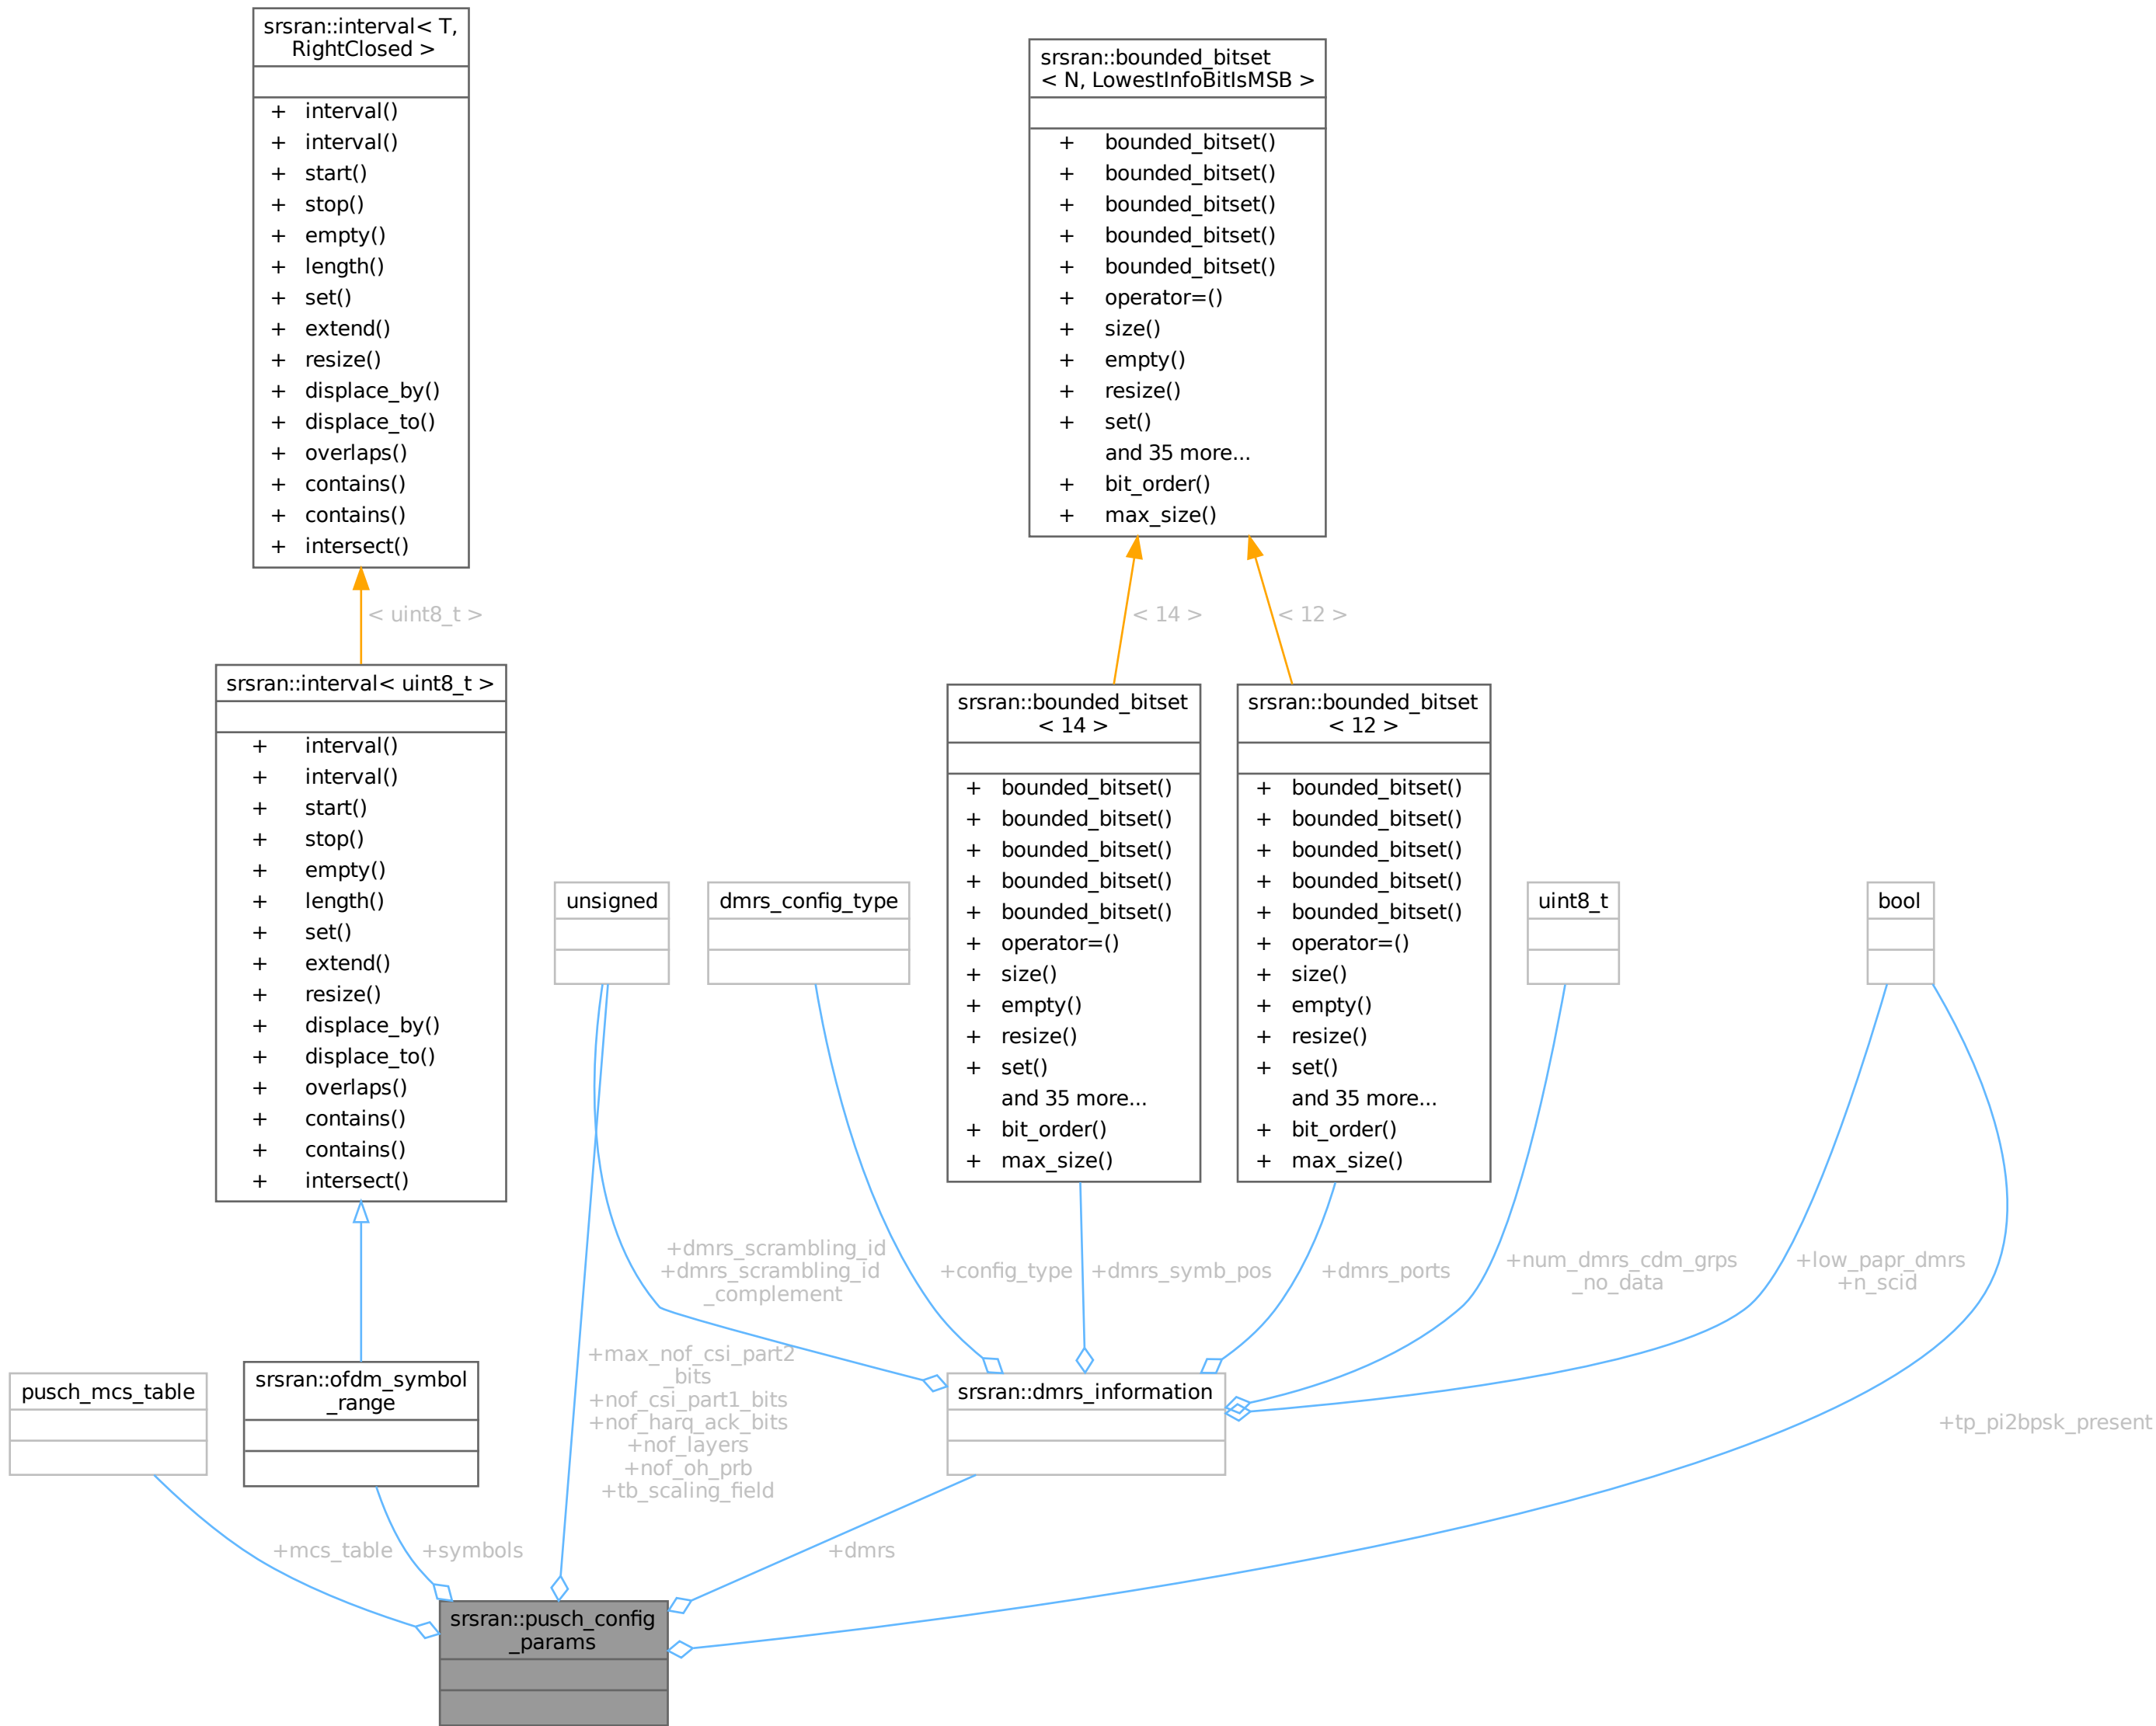 srsran::interval< T,
RightClosed >
+ interval()
+ interval()
+ start()
+ stop()
+ empty()
+ length()
+ set()
+ extend()
+ resize()
+ displace_by()
+ displace_to()
+ overlaps()
+ contains()
+ contains()
+ intersect()
srsran::bounded_bitset
< N, LowestInfoBitIsMSB >
+ bounded_bitset()
+ bounded_bitset()
+ bounded_bitset()
+ bounded_bitset()
+ bounded_bitset()
+ operator=()
+ size()
+ empty()
+ resize()
+ set()
and 35 more...
+ bit_order()
+ max_size()
< uint8_t >
< 14 >
< 12 >
srsran::interval< uint8_t >
+ interval()
+ interval()
+ start()
+ stop()
+ empty()
+ length()
+ set()
+ extend()
+ resize()
+ displace_by()
+ displace_to()
+ overlaps()
+ contains()
+ contains()
+ intersect()
unsigned
dmrs_config_type
srsran::bounded_bitset
< 14 >
+ bounded_bitset()
+ bounded_bitset()
+ bounded_bitset()
+ bounded_bitset()
+ bounded_bitset()
+ operator=()
+ size()
+ empty()
+ resize()
+ set()
and 35 more...
+ bit_order()
+ max_size()
srsran::bounded_bitset
< 12 >
+ bounded_bitset()
+ bounded_bitset()
+ bounded_bitset()
+ bounded_bitset()
+ bounded_bitset()
+ operator=()
+ size()
+ empty()
+ resize()
+ set()
and 35 more...
+ bit_order()
+ max_size()
uint8_t
bool
+dmrs_scrambling_id
+dmrs_scrambling_id
_complement
+config_type
+dmrs_symb_pos
+dmrs_ports
+num_dmrs_cdm_grps
_no_data
+low_papr_dmrs
+n_scid
pusch_mcs_table
srsran::ofdm_symbol
_range
+max_nof_csi_part2
_bits
+nof_csi_part1_bits
+nof_harq_ack_bits
+nof_layers
+nof_oh_prb
+tb_scaling_field
srsran::dmrs_information
+tp_pi2bpsk_present
+mcs_table
+symbols
+dmrs
srsran::pusch_config
_params